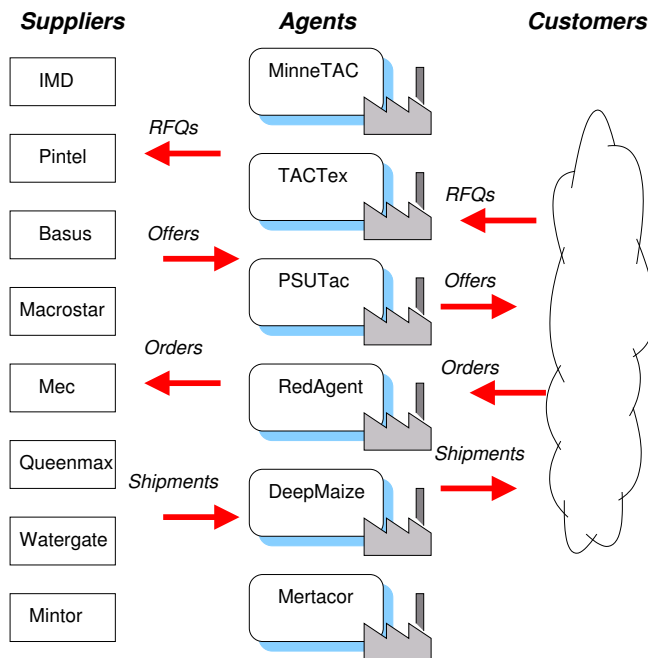 Suppliers
Agents
Customers
IMD
MinneTAC
RFQs
Pintel
TACTex
RFQs
Basus
Offers
PSUTac
Offers
Macrostar
Orders
Mec
RedAgent
Orders
Queenmax
Shipments
DeepMaize
Shipments
Watergate
Mertacor
Mintor